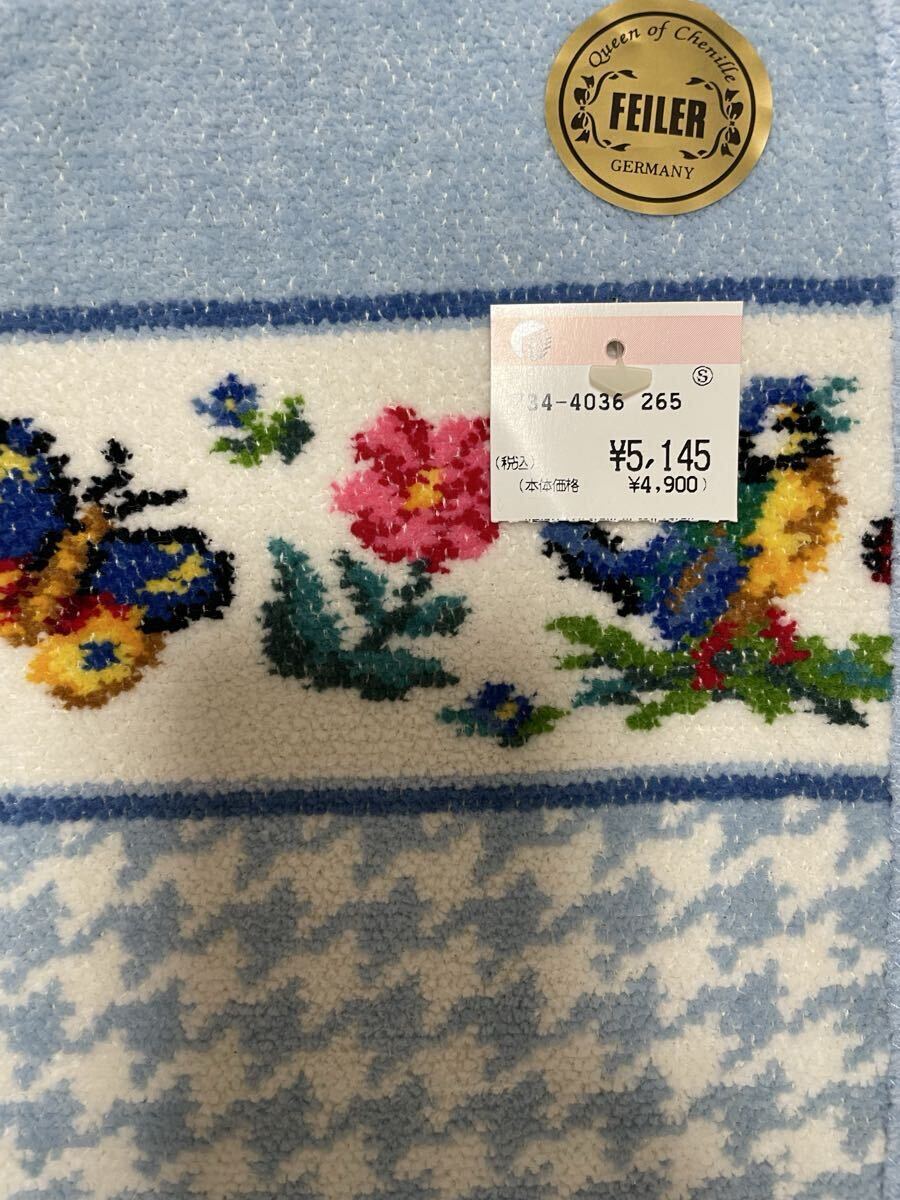 Queen of Chenille
FEILER
GERMANY
Ⓢ
34-4036 265
(税込) ¥5,145
(本体価格 ¥4,900)